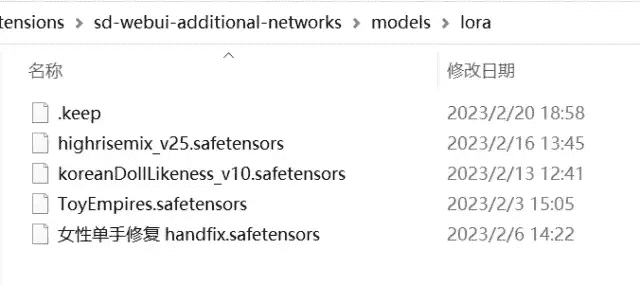 tensions > sd-webui-additional-networks > models > lora
名称 修改日期
.keep 2023/2/20 18:58
highrisemix_v25.safetensors 2023/2/16 13:45
koreanDollLikeness_v10.safetensors 2023/2/13 12:41
ToyEmpires.safetensors 2023/2/3 15:05
女性单手修复 handfix.safetensors 2023/2/6 14:22